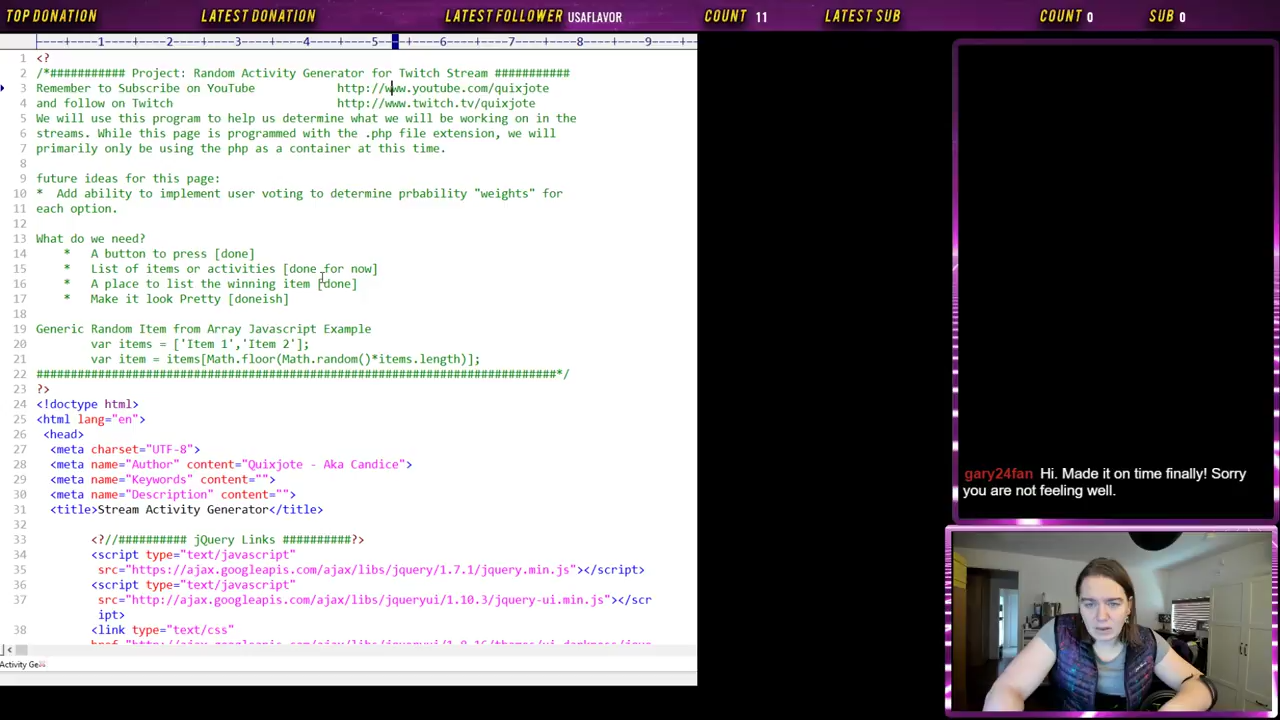 TOP DONATION LATEST DONATION LATEST FOLLOWER USAFLAVOR COUNT 11 LATEST SUB COUNT 0 SUB 0
----+----1----+----2----+----3----+----4----+----5----+----6----+----7----+----8----+----9----+--
1 <?
2 /*########### Project: Random Activity Generator for Twitch Stream ###########
3 Remember to Subscribe on YouTube http://www.youtube.com/quixjote
4 and follow on Twitch http://www.twitch.tv/quixjote
5 We will use this program to help us determine what we will be working on in the
6 streams. While this page is programmed with the .php file extension, we will
7 primarily only be using the php as a container at this time.
8
9 future ideas for this page:
10 * Add ability to implement user voting to determine prbability "weights" for
11 each option.
12
13 What do we need?
14 * A button to press [done]
15 * List of items or activities [done for now]
16 * A place to list the winning item [done]
17 * Make it look Pretty [doneish]
18
19 Generic Random Item from Array Javascript Example
20 var items = ['Item 1','Item 2'];
21 var item = items[Math.floor(Math.random()*items.length)];
22 ############################################################################*/
23 ?>
24 <!doctype html>
25 <html lang="en">
26 <head>
27 <meta charset="UTF-8">
28 <meta name="Author" content="Quixjote - Aka Candice">
29 <meta name="Keywords" content="">
30 <meta name="Description" content="">
31 <title>Stream Activity Generator</title>
32
33 <?//########## jQuery Links ##########?>
34 <script type="text/javascript"
35 src="https://ajax.googleapis.com/ajax/libs/jquery/1.7.1/jquery.min.js"></script>
36 <script type="text/javascript"
37 src="http://ajax.googleapis.com/ajax/libs/jqueryui/1.10.3/jquery-ui.min.js"></scr
ipt>
38 <link type="text/css"
Activity Ge
gary24fan Hi. Made it on time finally! Sorry
you are not feeling well.